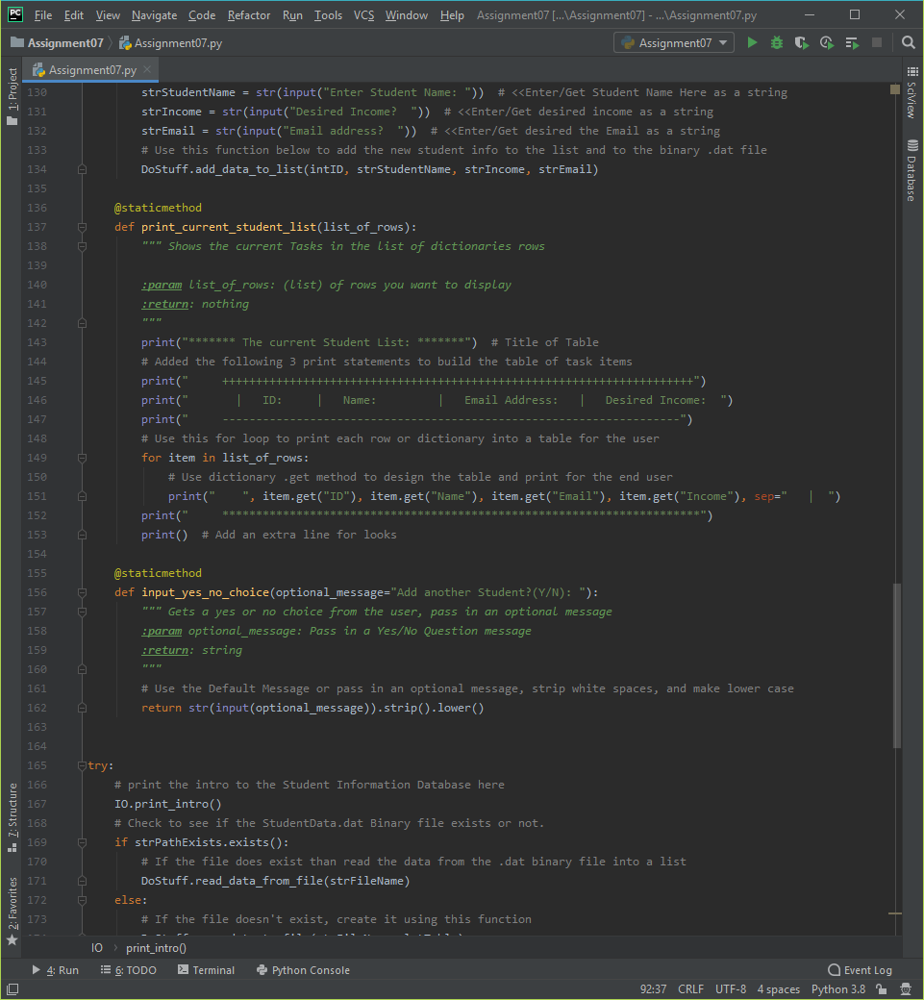 PC File Edit View Navigate Code Refactor Run Tools VCS Window Help Assignment07 [...\Assignment07] - ...\Assignment07.py
Assignment07 Assignment07.py Assignment07
Assignment07.py
1: Project
130 strStudentName = str(input("Enter Student Name: ")) # <<Enter/Get Student Name Here as a string
131 strIncome = str(input("Desired Income?  ")) # <<Enter/Get desired income as a string
132 strEmail = str(input("Email address?  ")) # <<Enter/Get desired the Email as a string
133 # Use this function below to add the new student info to the list and to the binary .dat file
134 DoStuff.add_data_to_list(intID, strStudentName, strIncome, strEmail)
135
136 @staticmethod
137 def print_current_student_list(list_of_rows):
138 """ Shows the current Tasks in the list of dictionaries rows
139
140 :param list_of_rows: (list) of rows you want to display
141 :return: nothing
142 """
143 print("******* The current Student List: *******") # Title of Table
144 # Added the following 3 print statements to build the table of task items
145 print("     ++++++++++++++++++++++++++++++++++++++++++++++++++++++++++++++++++++++")
146 print("       |   ID:     |   Name:         |   Email Address:   |   Desired Income:  ")
147 print("     --------------------------------------------------------------------")
148 # Use this for loop to print each row or dictionary into a table for the user
149 for item in list_of_rows:
150 # Use dictionary .get method to design the table and print for the end user
151 print("    ", item.get("ID"), item.get("Name"), item.get("Email"), item.get("Income"), sep="   |  ")
152 print("     ***********************************************************************")
153 print() # Add an extra line for looks
154
155 @staticmethod
156 def input_yes_no_choice(optional_message="Add another Student?(Y/N): "):
157 """ Gets a yes or no choice from the user, pass in an optional message
158 :param optional_message: Pass in a Yes/No Question message
159 :return: string
160 """
161 # Use the Default Message or pass in an optional message, strip white spaces, and make lower case
162 return str(input(optional_message)).strip().lower()
163
164
165 try:
166 # print the intro to the Student Information Database here
167 IO.print_intro()
168 # Check to see if the StudentData.dat Binary file exists or not.
169 if strPathExists.exists():
170 # If the file does exist than read the data from the .dat binary file into a list
171 DoStuff.read_data_from_file(strFileName)
172 else:
173 # If the file doesn't exist, create it using this function
7: Structure
2: Favorites
SciView
Database
IO print_intro()
4: Run 6: TODO Terminal Python Console Event Log
92:37 CRLF UTF-8 4 spaces Python 3.8